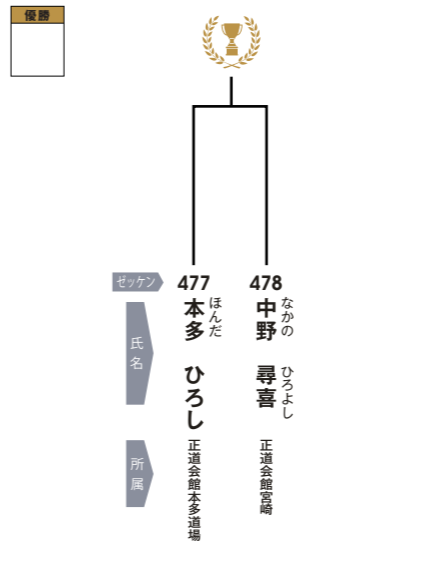 優勝
ゼッケン
477
478
氏名
本多 ひろし
ほんだ
中野 尋喜
なかの ひろよし
所属
正道会館本多道場
正道会館宮崎